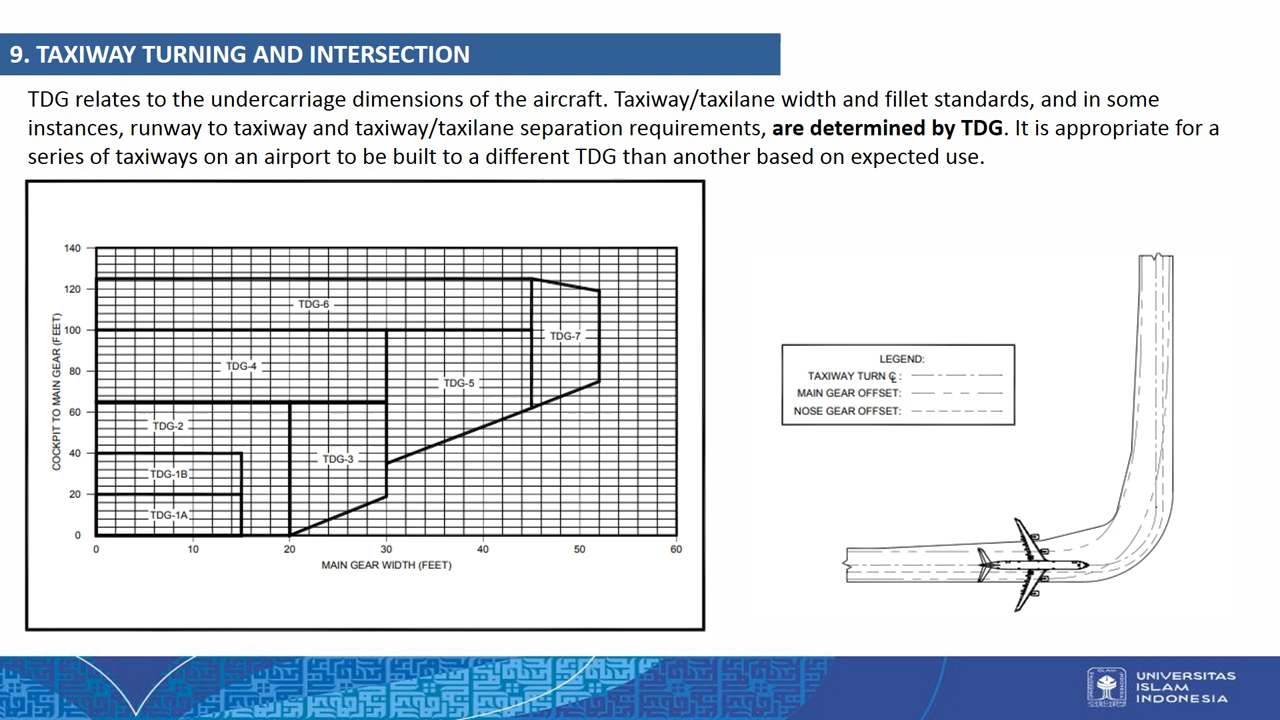 9. TAXIWAY TURNING AND INTERSECTION
TDG relates to the undercarriage dimensions of the aircraft. Taxiway/taxilane width and fillet standards, and in some
instances, runway to taxiway and taxiway/taxilane separation requirements, are determined by TDG. It is appropriate for a
series of taxiways on an airport to be built to a different TDG than another based on expected use.
COCKPIT TO MAIN GEAR (FEET)
140
120
100
80
60
40
20
0
TDG-6
TDG-7
TDG-4
TDG-5
TDG-2
TDG-3
TDG-1B
TDG-1A
0 10 20 30 40 50 60
MAIN GEAR WIDTH (FEET)
LEGEND:
TAXIWAY TURN ℄ :
MAIN GEAR OFFSET:
NOSE GEAR OFFSET:
UNIVERSITAS
ISLAM
INDONESIA